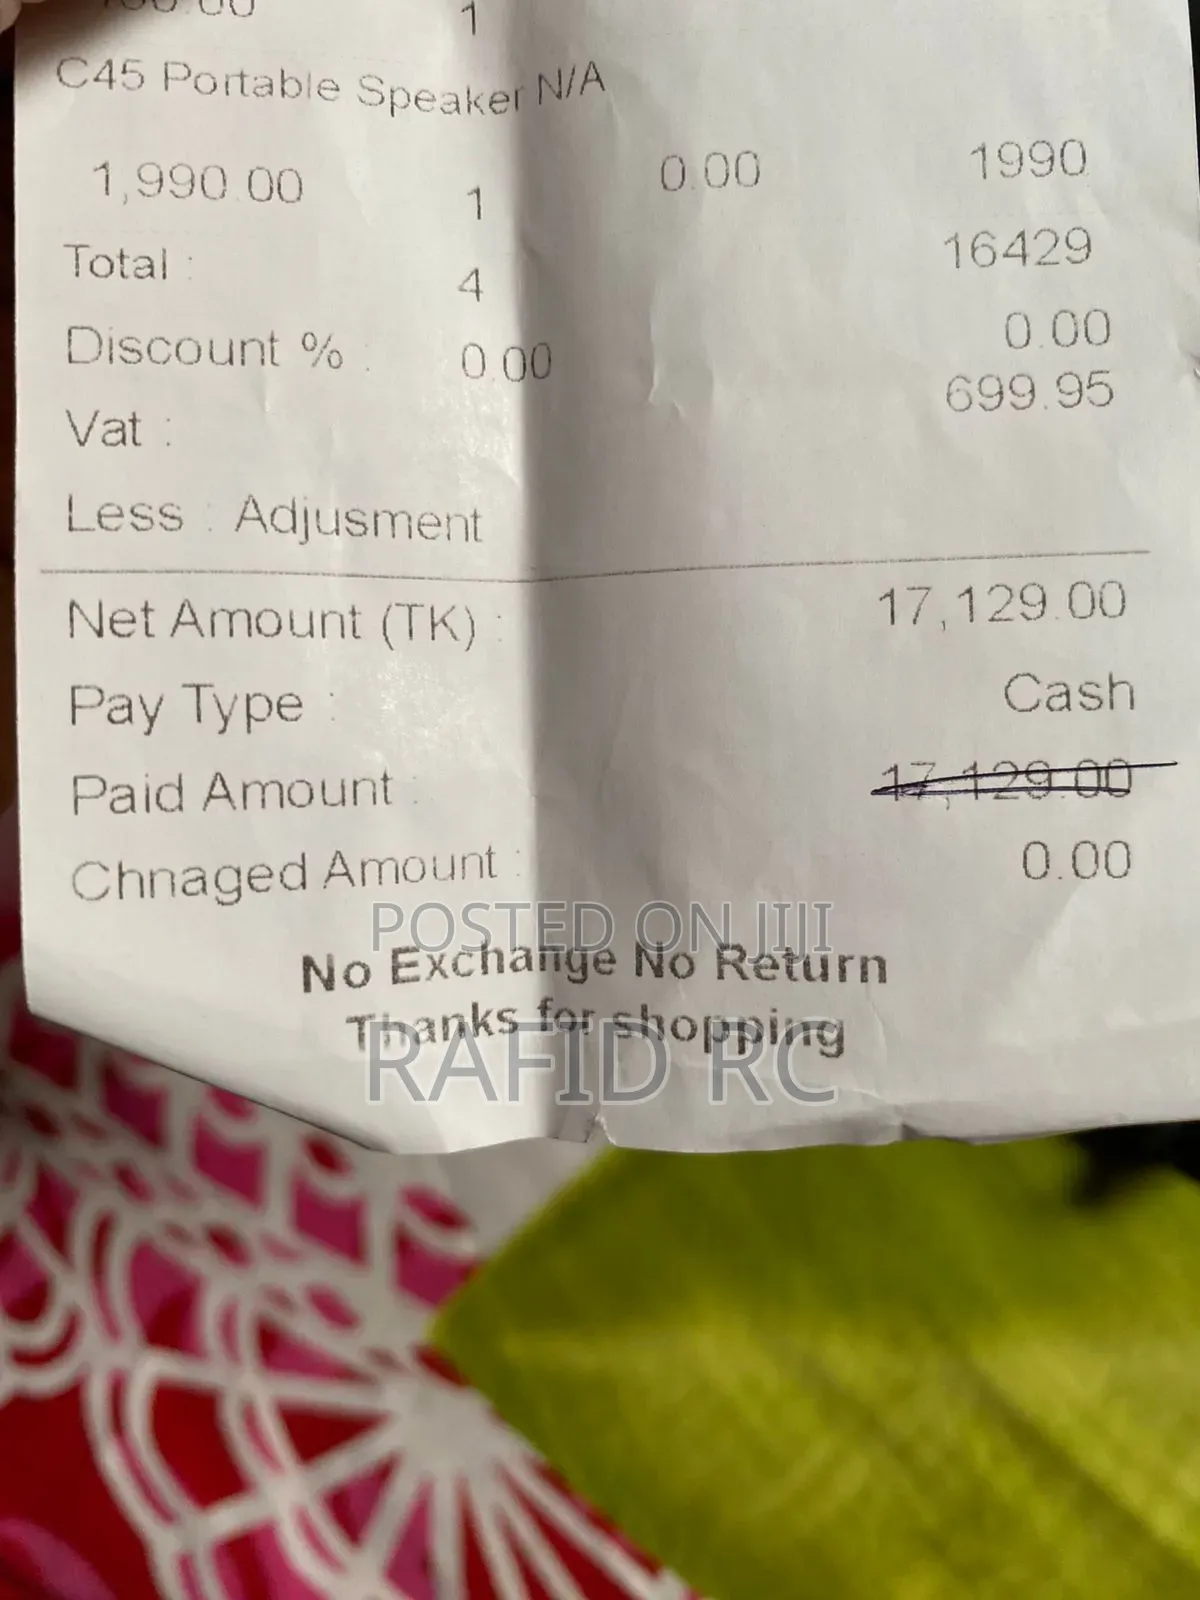 1
C45 Portable Speaker N/A
1,990.00 1 0.00 1990
Total : 4 16429
Discount % : 0.00 0.00
Vat : 699.95
Less : Adjusment
Net Amount (TK) : 17,129.00
Pay Type : Cash
Paid Amount : 17,129.00
Chnaged Amount : 0.00
POSTED ON JIJI
No Exchange No Return
Thanks for shopping
RAFID RC